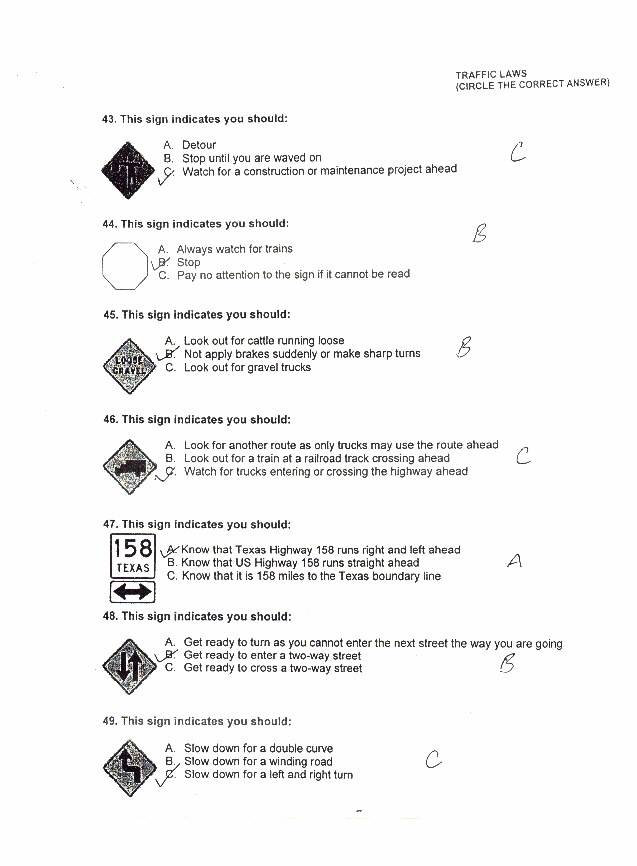 TRAFFIC LAWS
(CIRCLE THE CORRECT ANSWER)
43. This sign indicates you should:
A. Detour
B. Stop until you are waved on
C. Watch for a construction or maintenance project ahead
C
44. This sign indicates you should:
B
A. Always watch for trains
B. Stop
C. Pay no attention to the sign if it cannot be read
45. This sign indicates you should:
LOOSE
GRAVEL
A. Look out for cattle running loose
B. Not apply brakes suddenly or make sharp turns
C. Look out for gravel trucks
B
46. This sign indicates you should:
A. Look for another route as only trucks may use the route ahead
B. Look out for a train at a railroad track crossing ahead
C. Watch for trucks entering or crossing the highway ahead
C
47. This sign indicates you should:
158
TEXAS
A. Know that Texas Highway 158 runs right and left ahead
B. Know that US Highway 158 runs straight ahead
C. Know that it is 158 miles to the Texas boundary line
A
48. This sign indicates you should:
A. Get ready to turn as you cannot enter the next street the way you are going
B. Get ready to enter a two-way street
C. Get ready to cross a two-way street
B
49. This sign indicates you should:
A. Slow down for a double curve
B. Slow down for a winding road
C. Slow down for a left and right turn
C